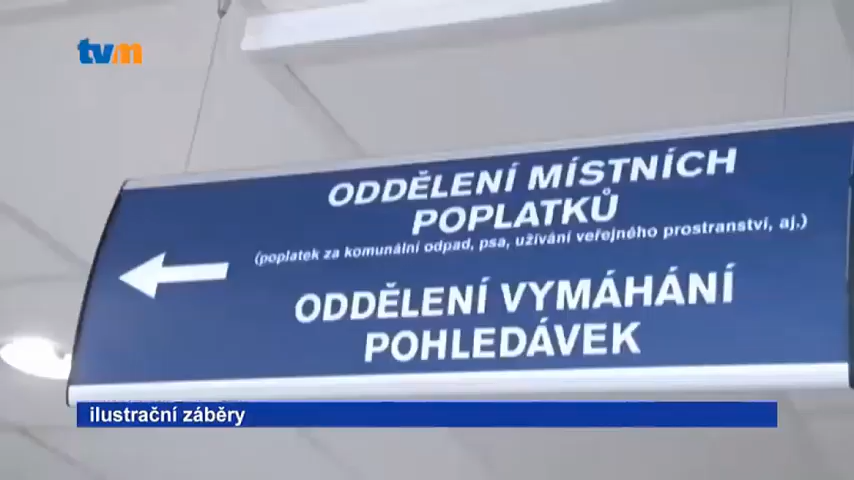 tvm
ODDĚLENÍ MÍSTNÍCH
POPLATKŮ
(poplatek za komunální odpad, psa, užívání veřejného prostranství, aj.)
ODDĚLENÍ VYMÁHÁNÍ
POHLEDÁVEK
ilustrační záběry